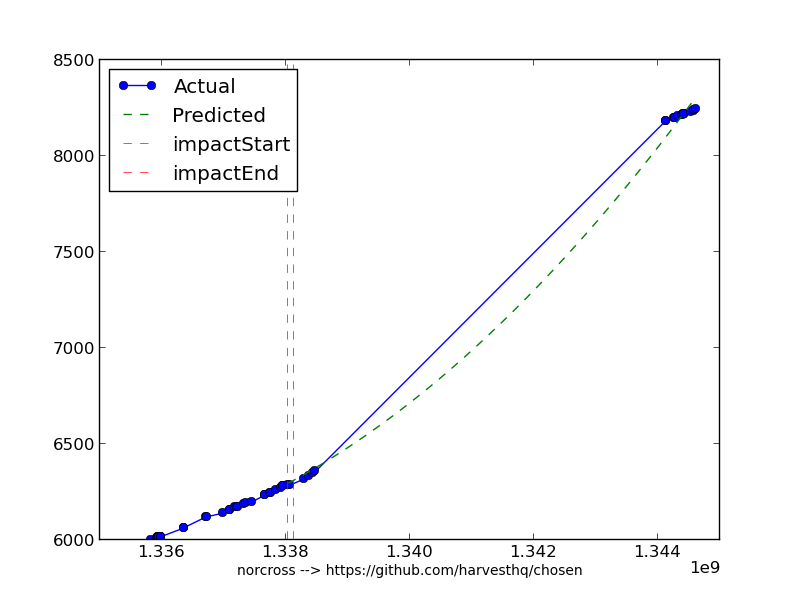 8500
8000
7500
7000
6500
6000
Actual
Predicted
impactStart
impactEnd
1.336
1.338
1.340
1.342
1.344
1e9
norcross --> https://github.com/harvesthq/chosen